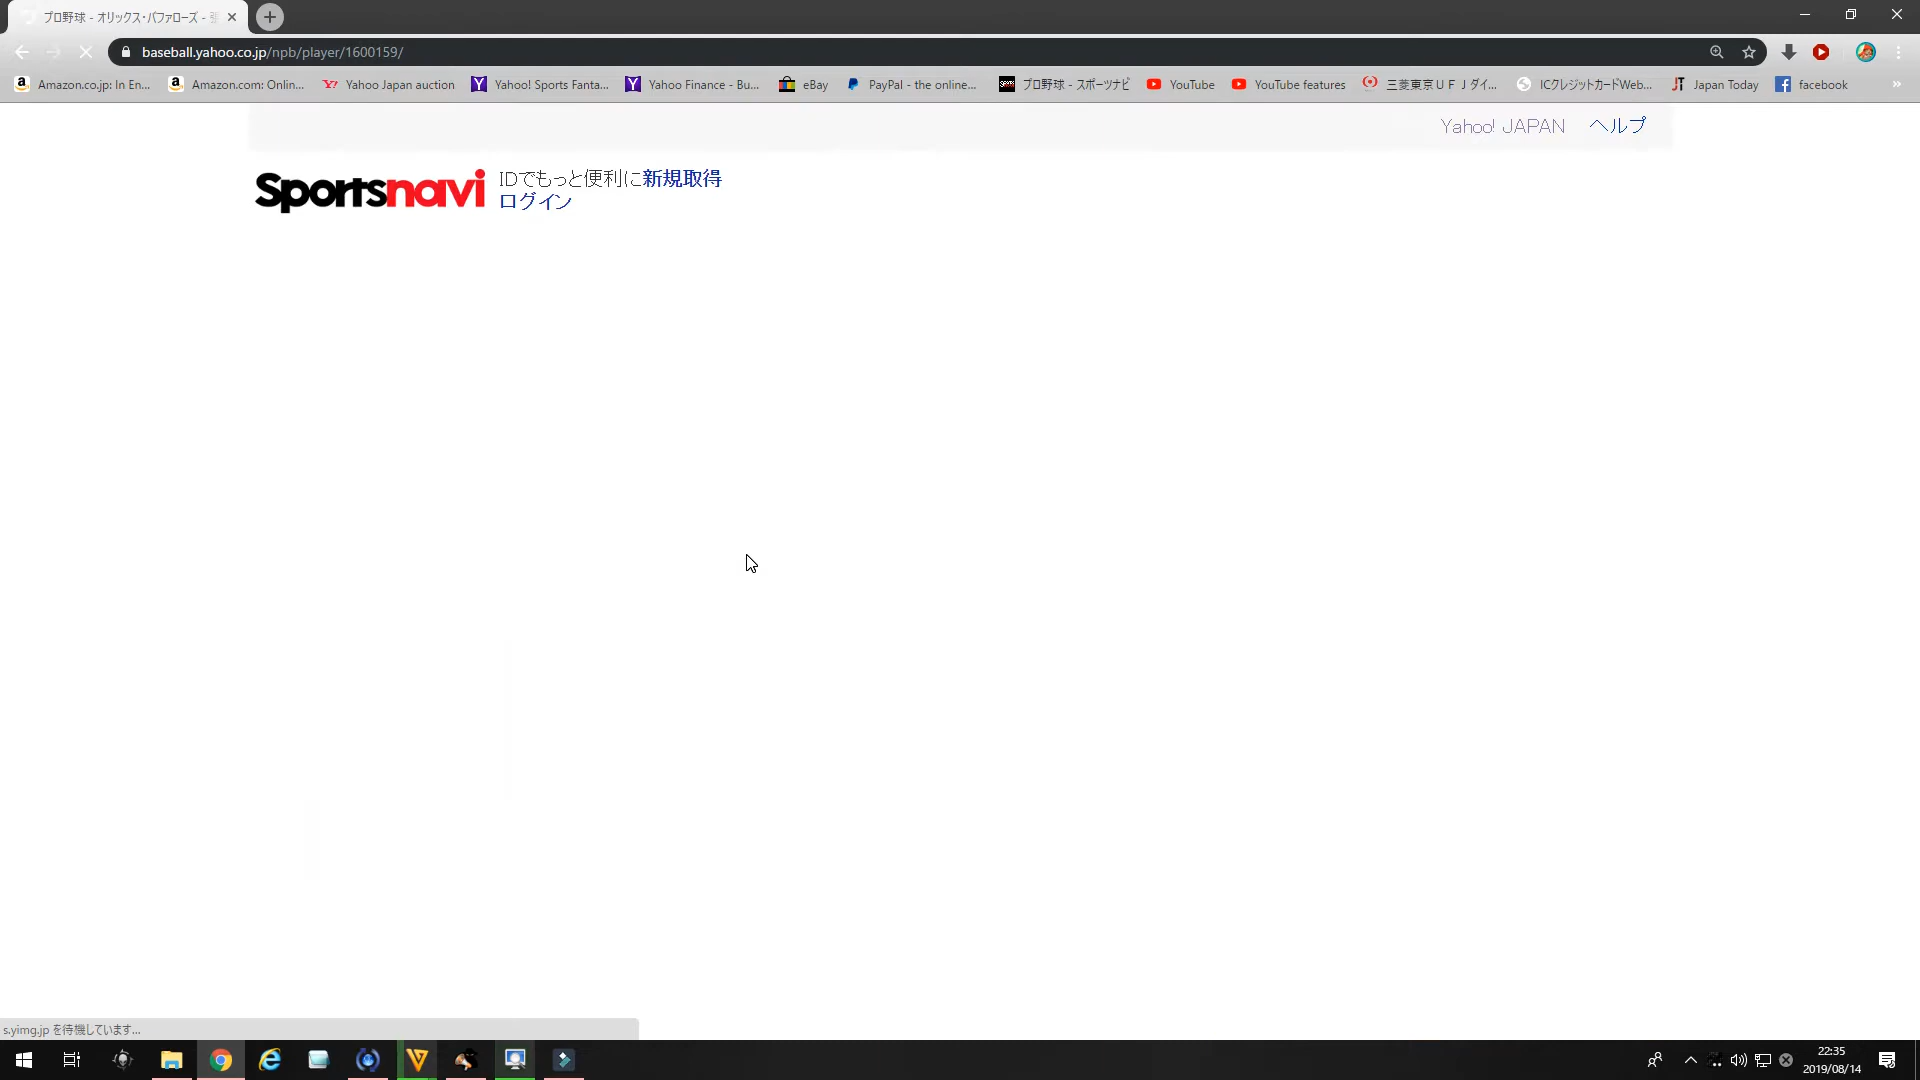 プロ野球 - オリックス・バファローズ - 張
baseball.yahoo.co.jp/npb/player/1600159/
Amazon.co.jp: In En... Amazon.com: Onlin... Yahoo Japan auction Yahoo! Sports Fanta... Yahoo Finance - Bu... eBay PayPal - the online... プロ野球 - スポーツナビ YouTube YouTube features 三菱東京ＵＦＪダイ... ICクレジットカードWeb... Japan Today facebook
Yahoo! JAPAN ヘルプ
Sportsnavi IDでもっと便利に新規取得
ログイン
s.yimg.jp を待機しています...
22:35
2019/08/14